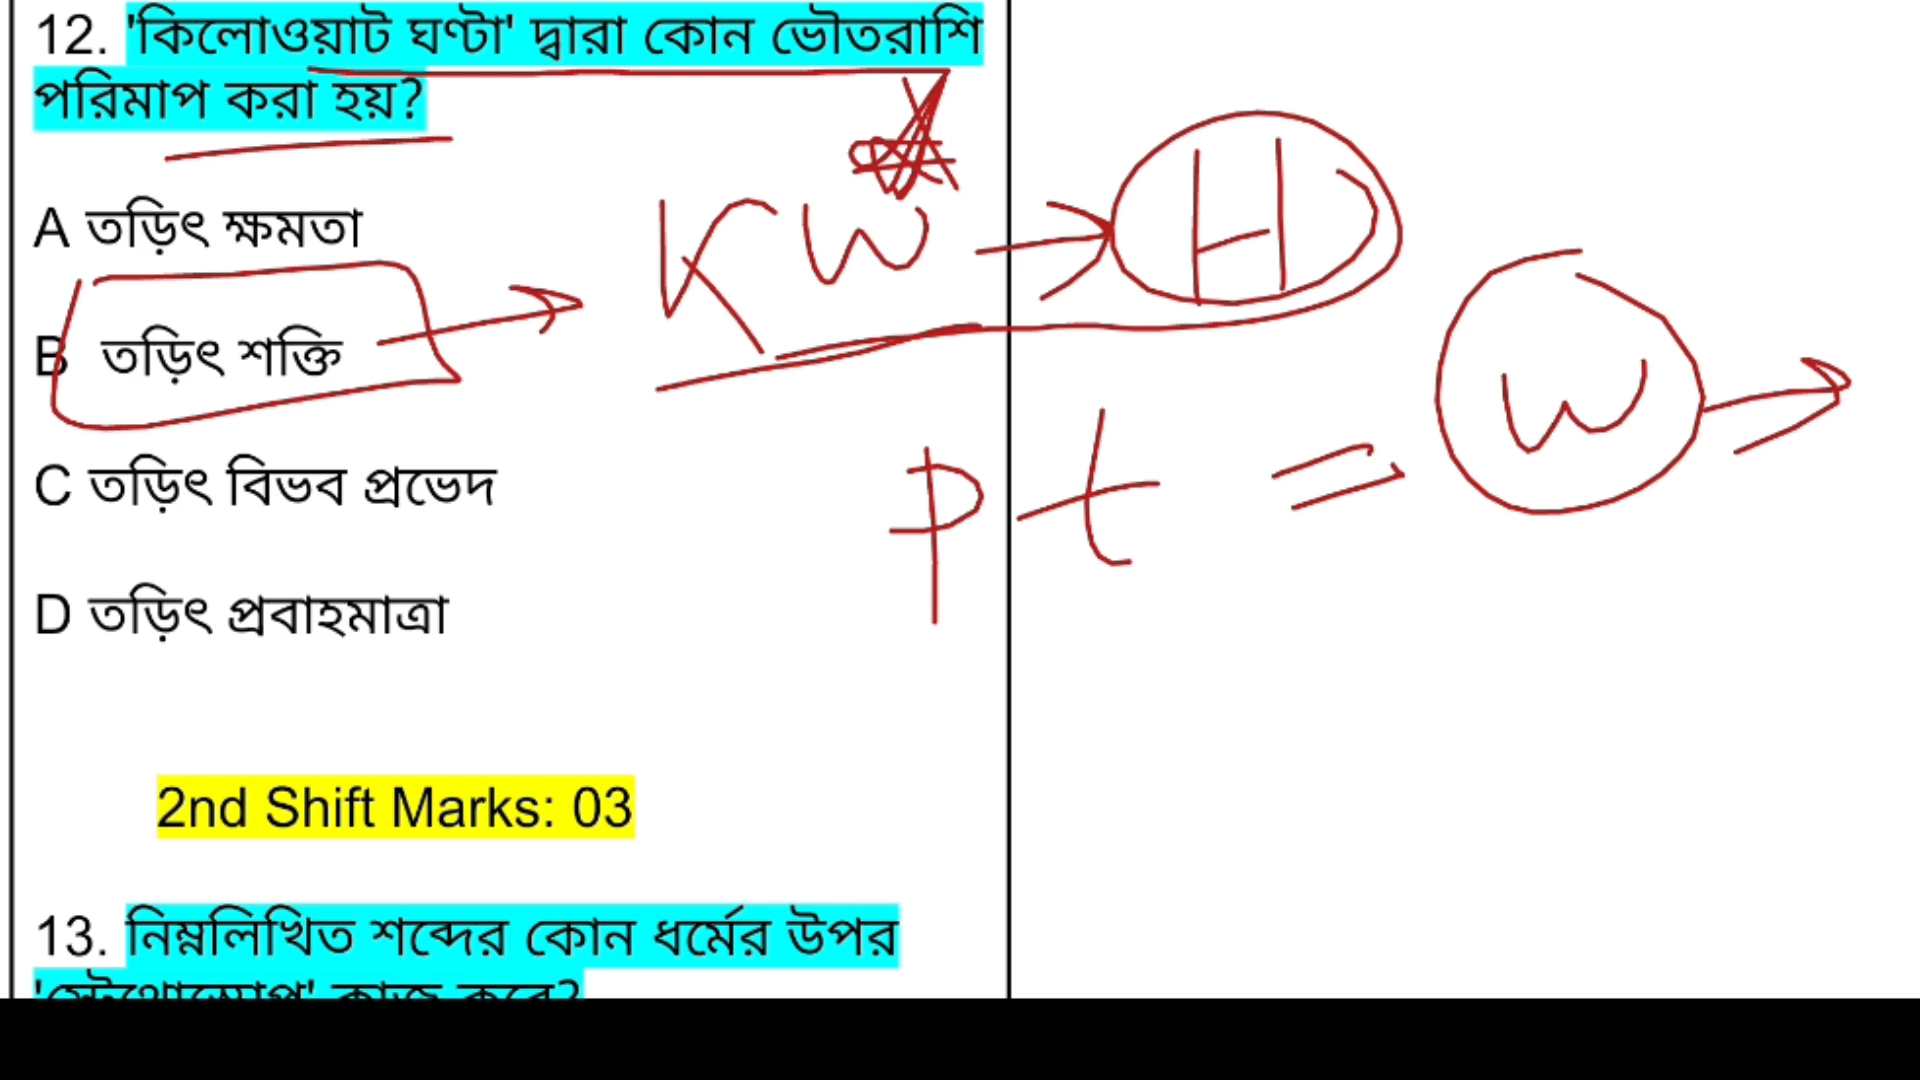 12. 'কিলোওয়াট ঘণ্টা' দ্বারা কোন ভৌতরাশি
পরিমাপ করা হয়?
A তড়িৎ ক্ষমতা
KW → H
B তড়িৎ শক্তি
W
C তড়িৎ বিভব প্রভেদ
P t =
D তড়িৎ প্রবাহমাত্রা
2nd Shift Marks: 03
13. নিম্নলিখিত শব্দের কোন ধর্মের উপর
'স্টেথোস্কোপ' কাজ করে?